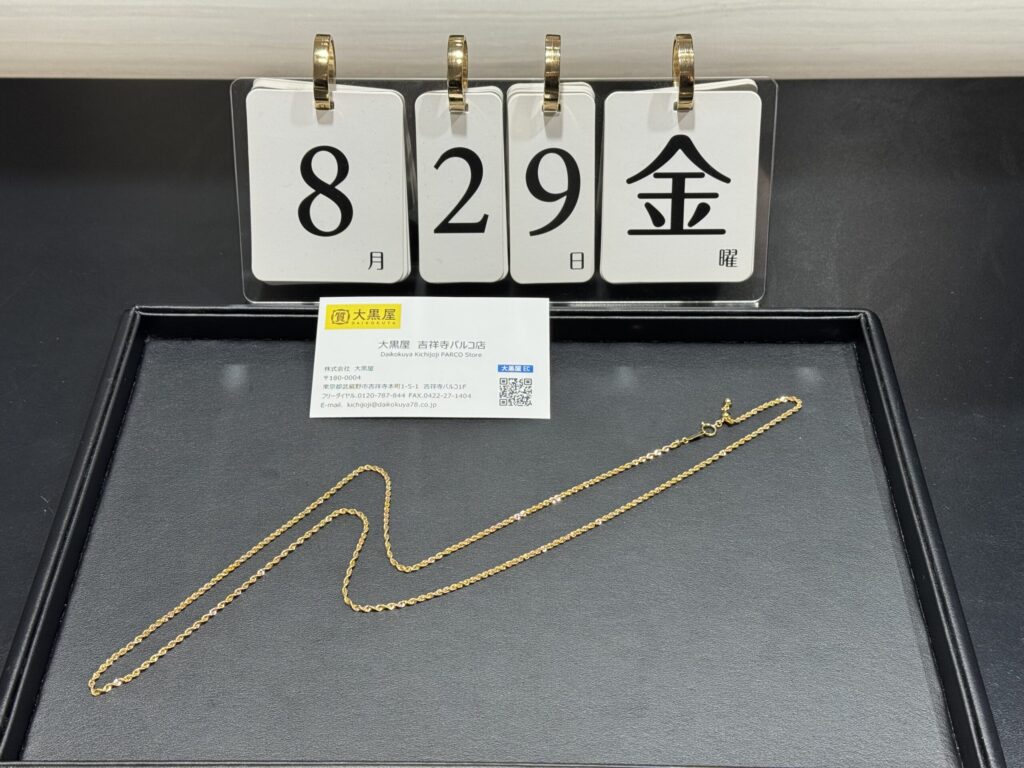 8月
29日
金曜
質 大黒屋
DAIKOKUYA
大黒屋 吉祥寺パルコ店
Daikokuya Kichijoji PARCO Store
株式会社 大黒屋
〒180-0004
東京都武蔵野市吉祥寺本町1-5-1 吉祥寺パルコ1F
フリーダイヤル.0120-787-844 FAX.0422-27-1404
E-mail. kichijoji@daikokuya78.co.jp
大黒屋 EC